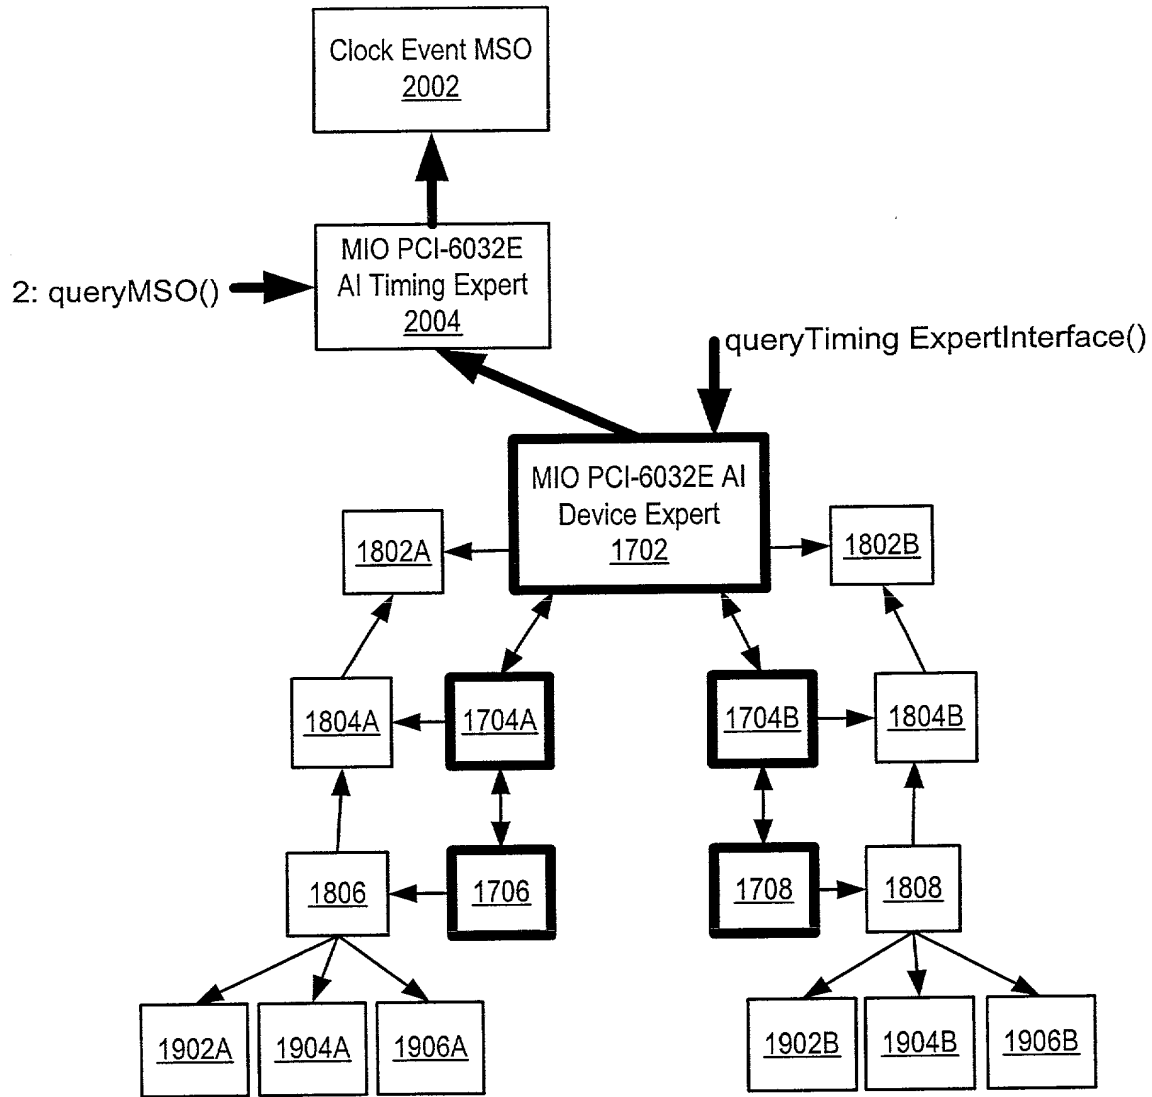 Clock Event MSO
2002
MIO PCI-6032E
AI Timing Expert
2004
2: queryMSO()
queryTiming ExpertInterface()
MIO PCI-6032E AI
Device Expert
1702
1802A
1802B
1804A
1704A
1704B
1804B
1806
1706
1708
1808
1902A
1904A
1906A
1902B
1904B
1906B